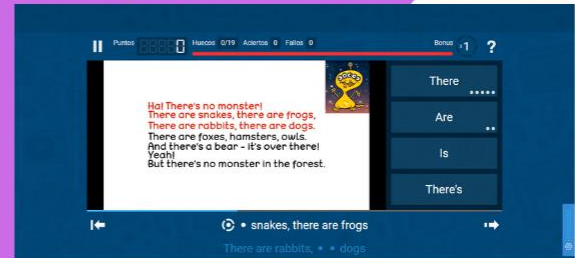 Puntos 0 Huecos 0/19 Aciertos 0 Fallos 0 Bonus x1 ?
Ha! There's no monster!
There are snakes, there are frogs,
There are rabbits, there are dogs.
There are foxes, hamsters, owls.
And there's a bear - it's over there!
Yeah!
But there's no monster in the forest.
There
Are
Is
There's
• snakes, there are frogs
There are rabbits, • • dogs